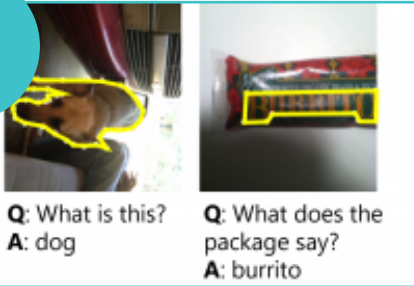 BURRITO
Q: What is this?
A: dog
Q: What does the
package say?
A: burrito